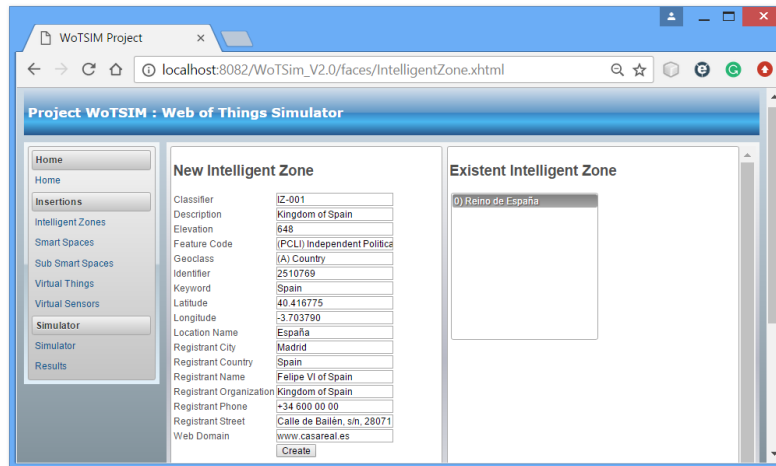 WoTSIM Project
localhost:8082/WoTSim_V2.0/faces/IntelligentZone.xhtml
Project WoTSIM : Web of Things Simulator
Home
Home
Insertions
Intelligent Zones
Smart Spaces
Sub Smart Spaces
Virtual Things
Virtual Sensors
Simulator
Simulator
Results
New Intelligent Zone
Classifier IZ-001
Description Kingdom of Spain
Elevation 648
Feature Code (PCLI) Independent Politica
Geoclass (A) Country
Identifier 2510769
Keyword Spain
Latitude 40.416775
Longitude -3.703790
Location Name España
Registrant City Madrid
Registrant Country Spain
Registrant Name Felipe VI of Spain
Registrant Organization Kingdom of Spain
Registrant Phone +34 600 00 00
Registrant Street Calle de Bailén, s/n, 28071
Web Domain www.casareal.es
Create
Existent Intelligent Zone
0) Reino de España